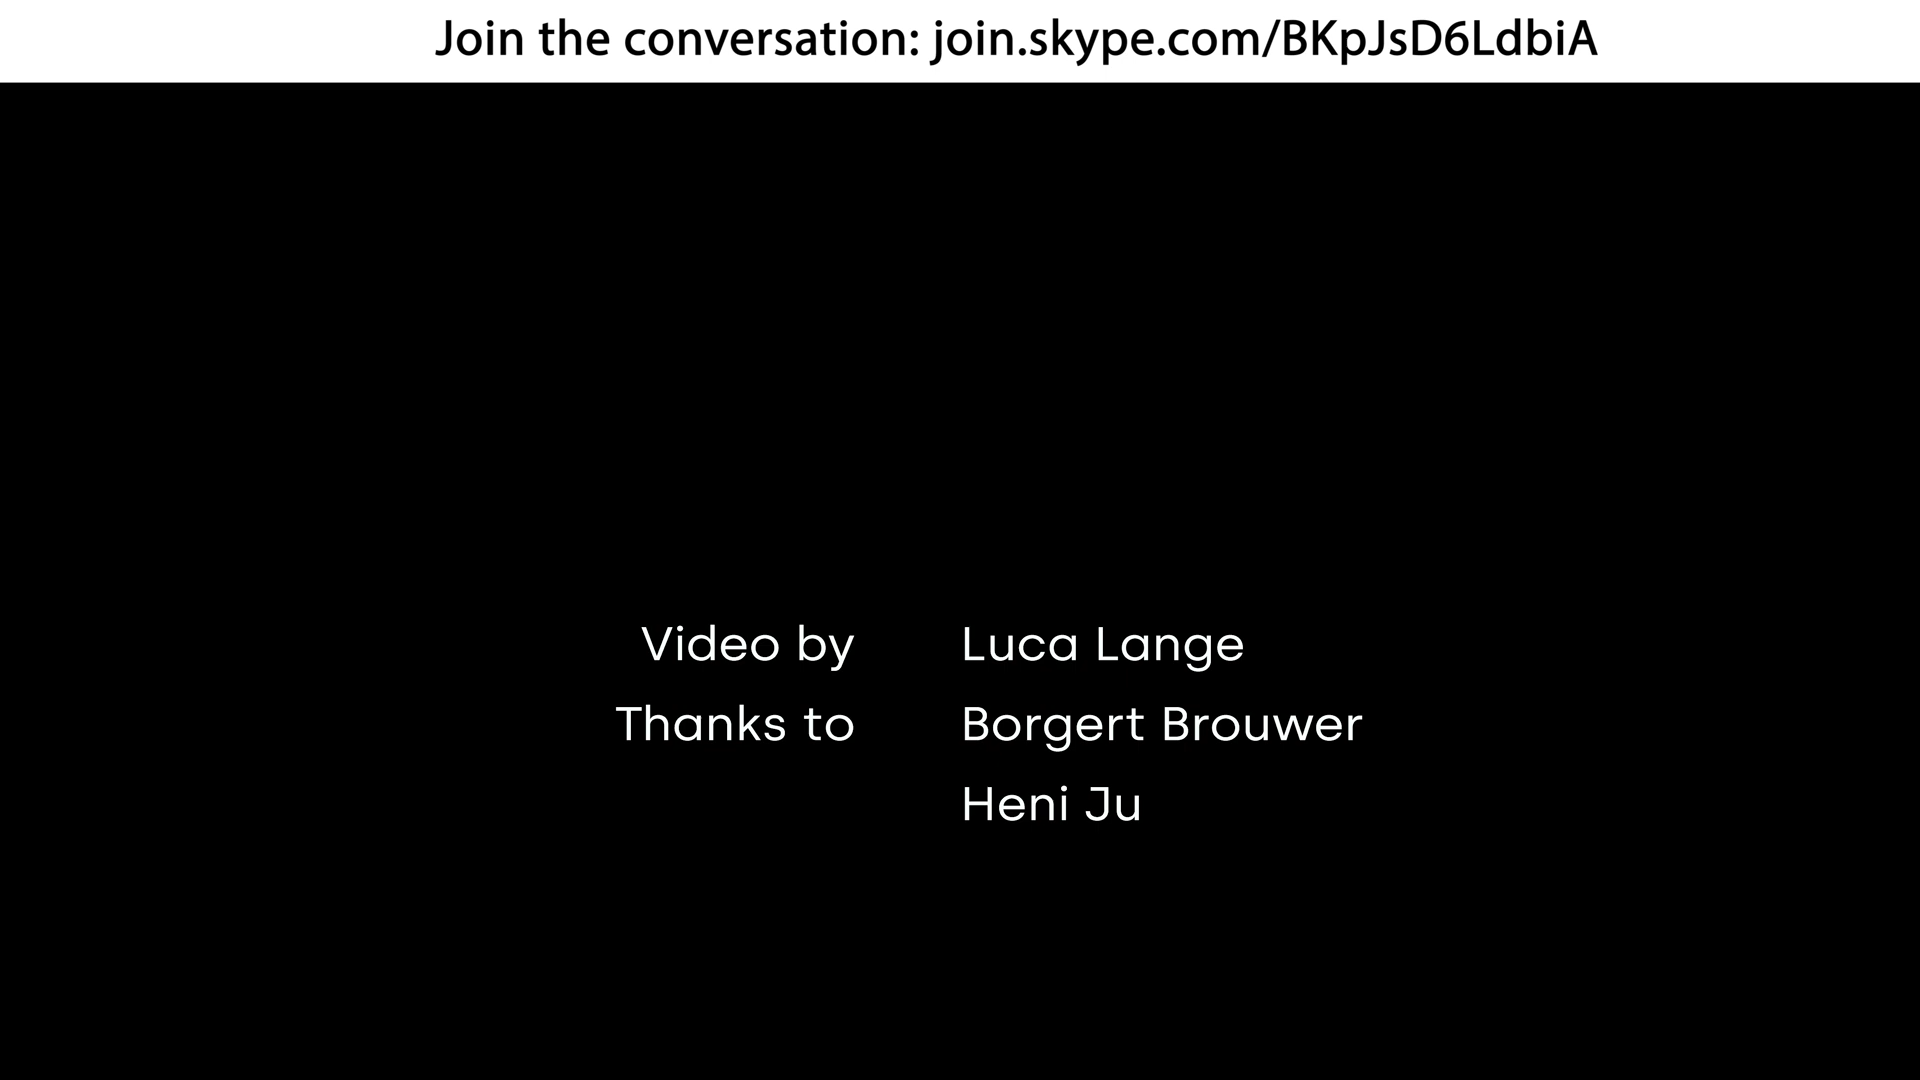 Join the conversation: join.skype.com/BKpJsD6LdbiA
Video by Luca Lange
Thanks to Borgert Brouwer
Heni Ju